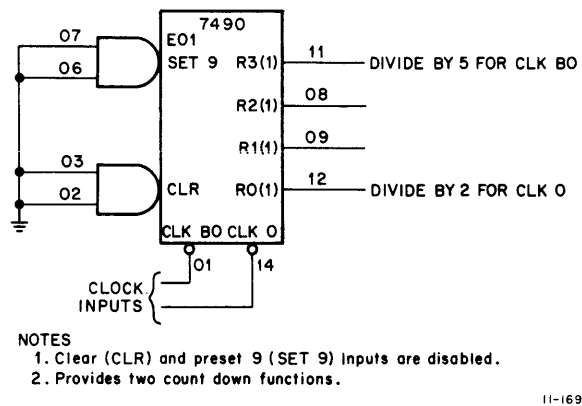 7490
07
E01
06
SET 9
R3(1)
11
DIVIDE BY 5 FOR CLK BO
R2(1)
08
R1(1)
09
03
02
CLR
R0(1)
12
DIVIDE BY 2 FOR CLK O
CLK BO CLK O
01
14
CLOCK
INPUTS
NOTES
1. Clear (CLR) and preset 9 (SET 9) Inputs are disabled.
2. Provides two count down functions.
11-169